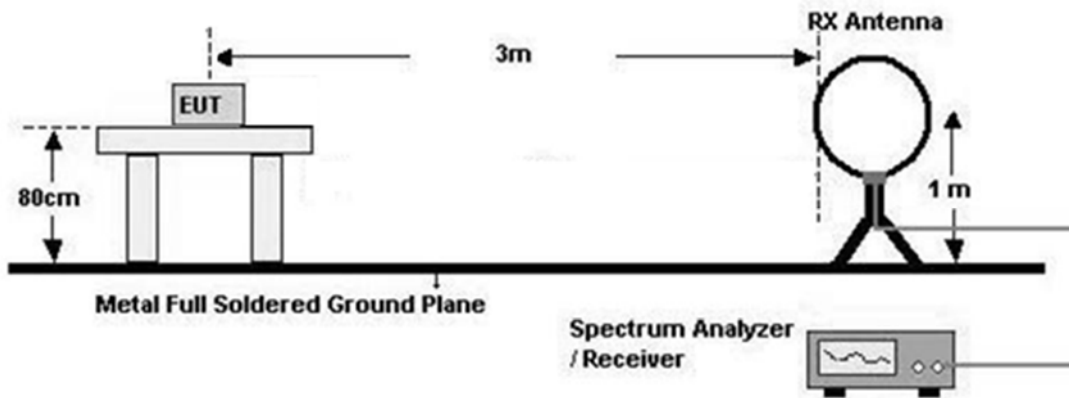 RX Antenna
3m
EUT
80cm
1 m
Metal Full Soldered Ground Plane
Spectrum Analyzer
/ Receiver